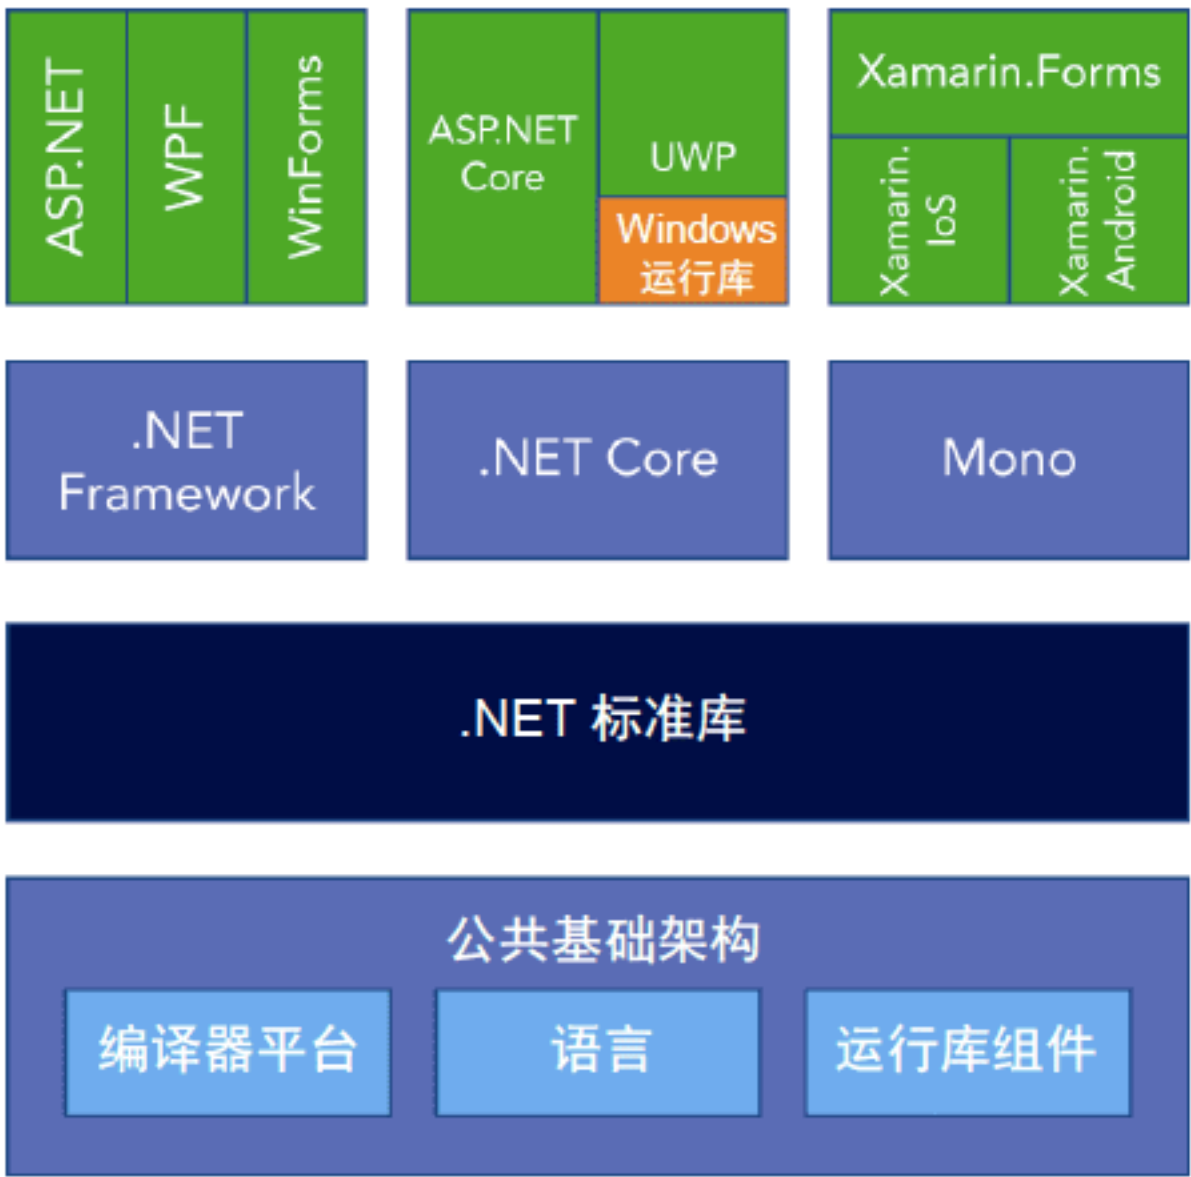 ASP.NET
WPF
WinForms
ASP.NET
Core
UWP
Windows
运行库
Xamarin.Forms
Xamarin.
IoS
Xamarin.
Android
.NET
Framework
.NET Core
Mono
.NET 标准库
公共基础架构
编译器平台
语言
运行库组件